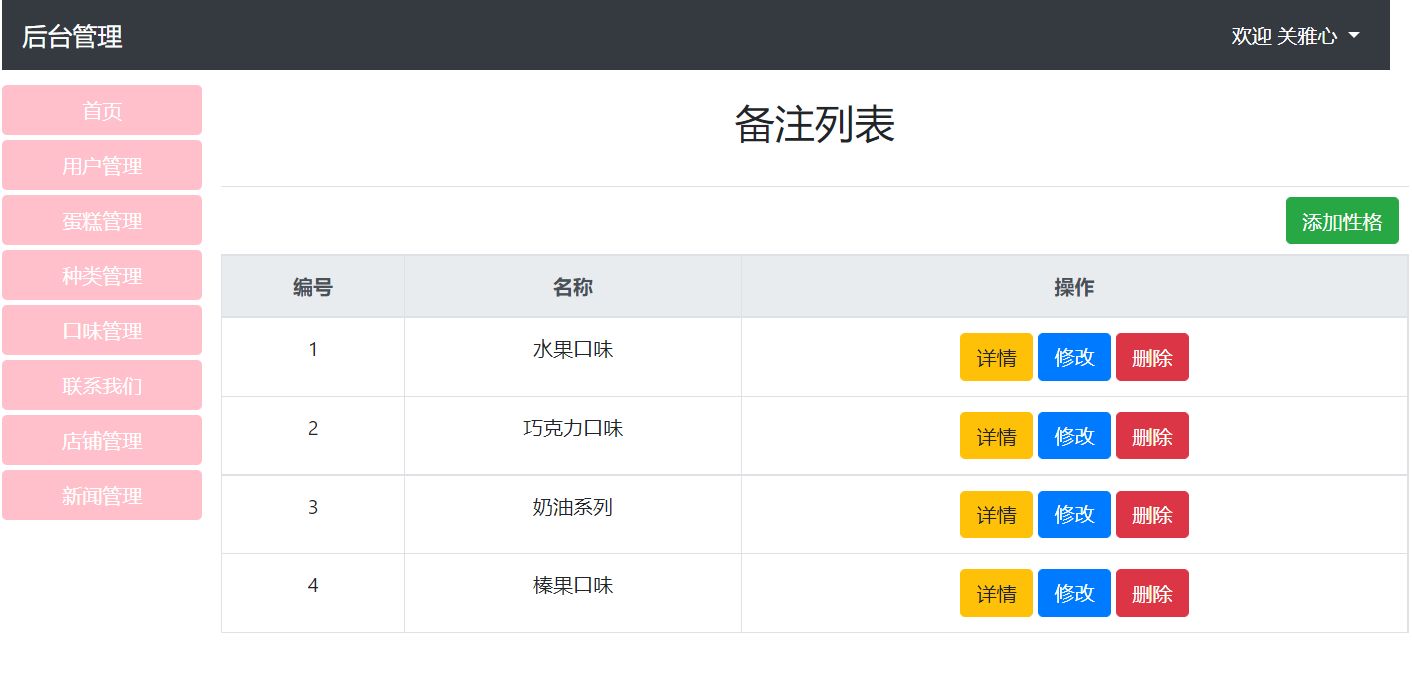 后台管理
欢迎 关雅心
首页
用户管理
蛋糕管理
种类管理
口味管理
联系我们
店铺管理
新闻管理
备注列表
添加性格
编号 名称 操作
1 水果口味 详情 修改 删除
2 巧克力口味 详情 修改 删除
3 奶油系列 详情 修改 删除
4 榛果口味 详情 修改 删除